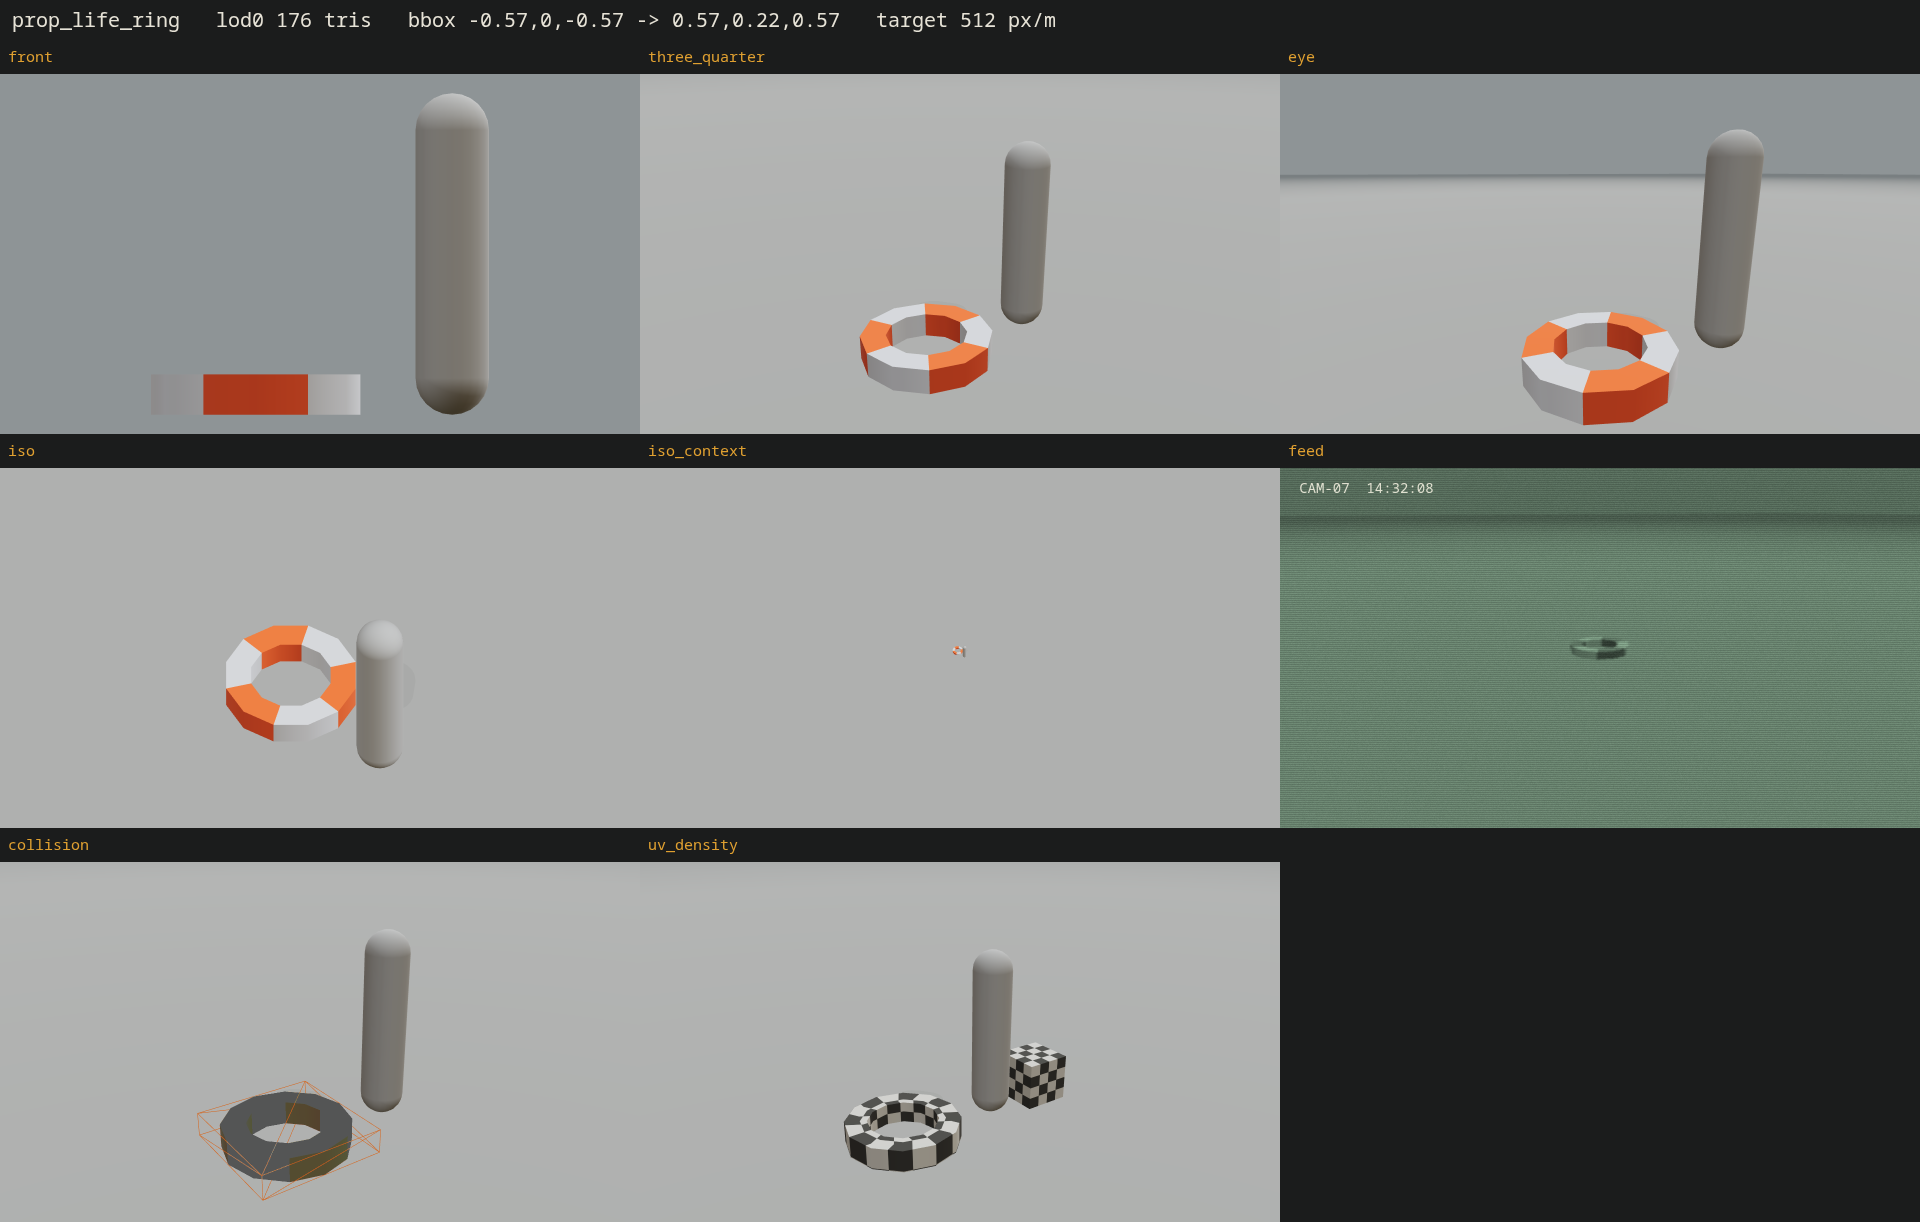 prop_life_ring   lod0 176 tris   bbox -0.57,0,-0.57 -> 0.57,0.22,0.57   target 512 px/m
front
three_quarter
eye
iso
iso_context
feed
CAM-07  14:32:08
collision
uv_density